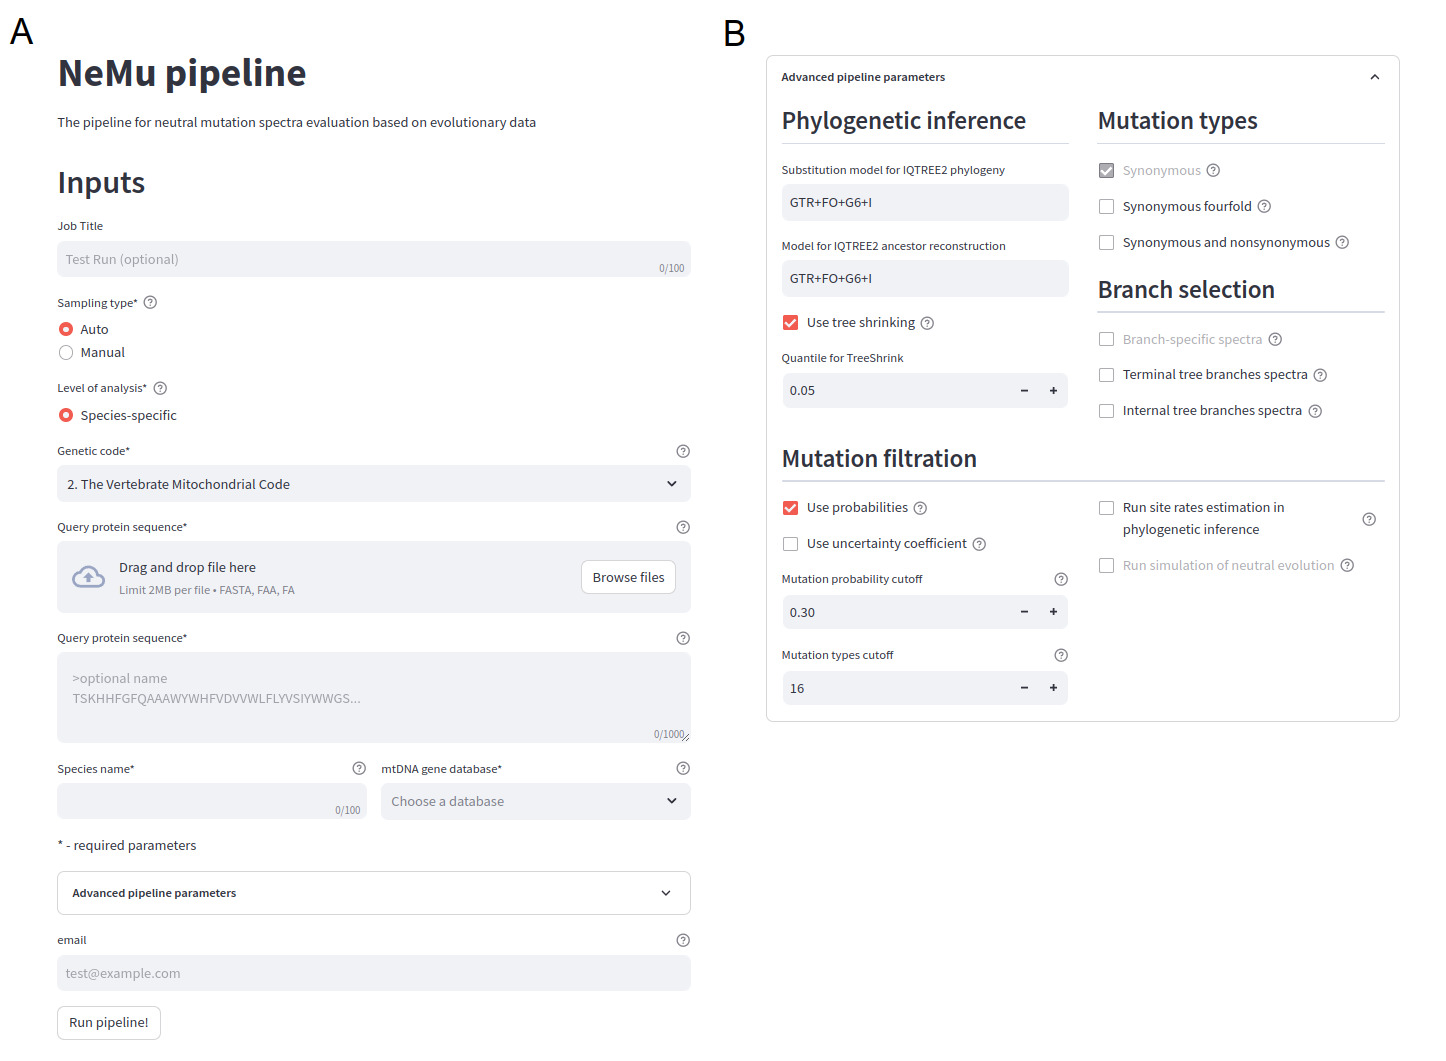 A
NeMu pipeline
The pipeline for neutral mutation spectra evaluation based on evolutionary data
Inputs
Job Title
Test Run (optional)
0/100
Sampling type*
Auto
Manual
Level of analysis*
Species-specific
Genetic code*
2. The Vertebrate Mitochondrial Code
Query protein sequence*
Drag and drop file here
Limit 2MB per file • FASTA, FAA, FA
Browse files
Query protein sequence*
>optional name
TSKHHFGFQAAAWYWHFVDVVWLFLYVSIYWWGS...
0/1000
Species name*
0/100
mtDNA gene database*
Choose a database
* - required parameters
Advanced pipeline parameters
email
test@example.com
Run pipeline!
B
Advanced pipeline parameters
Phylogenetic inference
Substitution model for IQTREE2 phylogeny
GTR+FO+G6+I
Model for IQTREE2 ancestor reconstruction
GTR+FO+G6+I
Use tree shrinking
Quantile for TreeShrink
0.05
Mutation types
Synonymous
Synonymous fourfold
Synonymous and nonsynonymous
Branch selection
Branch-specific spectra
Terminal tree branches spectra
Internal tree branches spectra
Mutation filtration
Use probabilities
Use uncertainty coefficient
Mutation probability cutoff
0.30
Mutation types cutoff
16
Run site rates estimation in
phylogenetic inference
Run simulation of neutral evolution